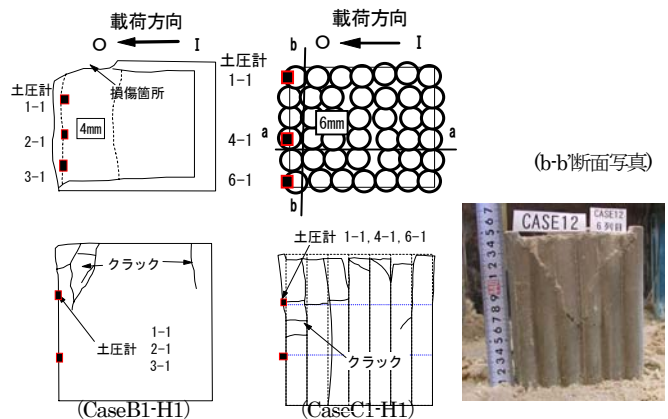 載荷方向
O I
土圧計
1-1
損傷箇所
4mm
2-1
3-1
載荷方向
b O I
土圧計
1-1
6mm
4-1
a a
6-1
b
(b-b'断面写真)
クラック
土圧計
1-1
2-1
3-1
(CaseB1-H1)
土圧計 1-1, 4-1, 6-1
クラック
(CaseC1-H1)
CASE12
CASE12
6列目